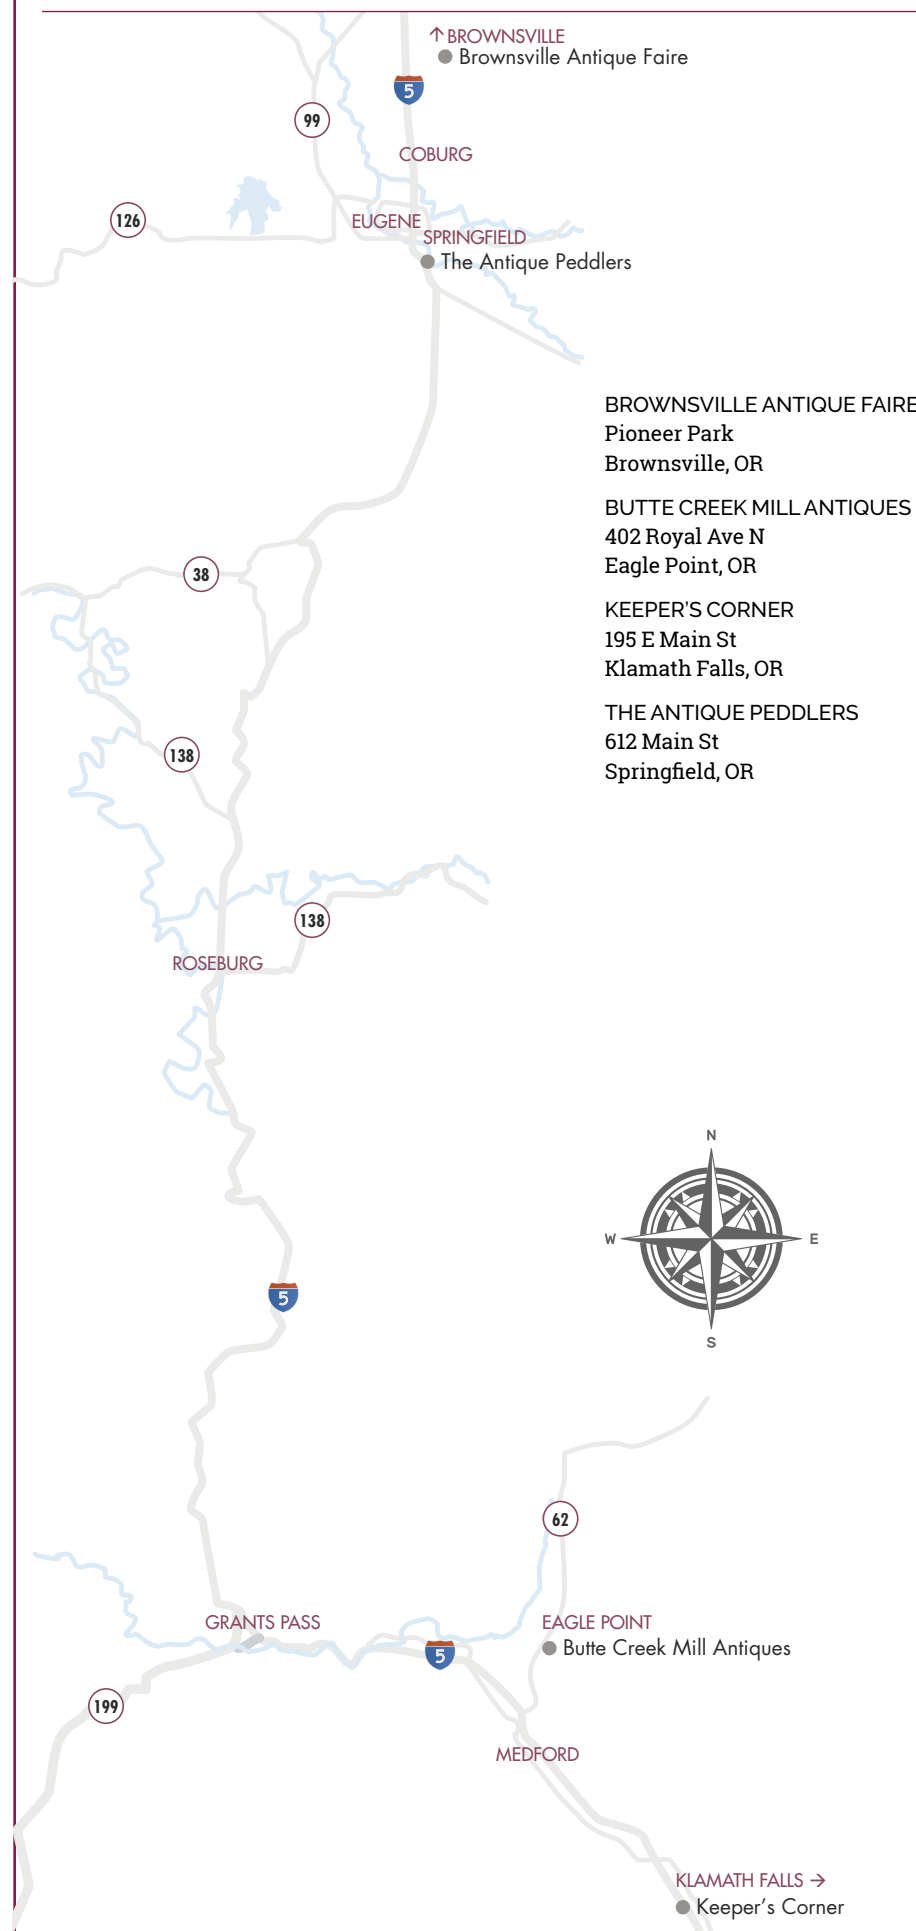 ↑ BROWNSVILLE
Brownsville Antique Faire
5
99
COBURG
126
EUGENE
SPRINGFIELD
The Antique Peddlers
BROWNSVILLE ANTIQUE FAIRE
Pioneer Park
Brownsville, OR
BUTTE CREEK MILL ANTIQUES
402 Royal Ave N
Eagle Point, OR
38
KEEPER'S CORNER
195 E Main St
Klamath Falls, OR
THE ANTIQUE PEDDLERS
612 Main St
Springfield, OR
138
138
ROSEBURG
N
W E
S
5
62
GRANTS PASS
EAGLE POINT
5
Butte Creek Mill Antiques
199
MEDFORD
KLAMATH FALLS →
Keeper's Corner